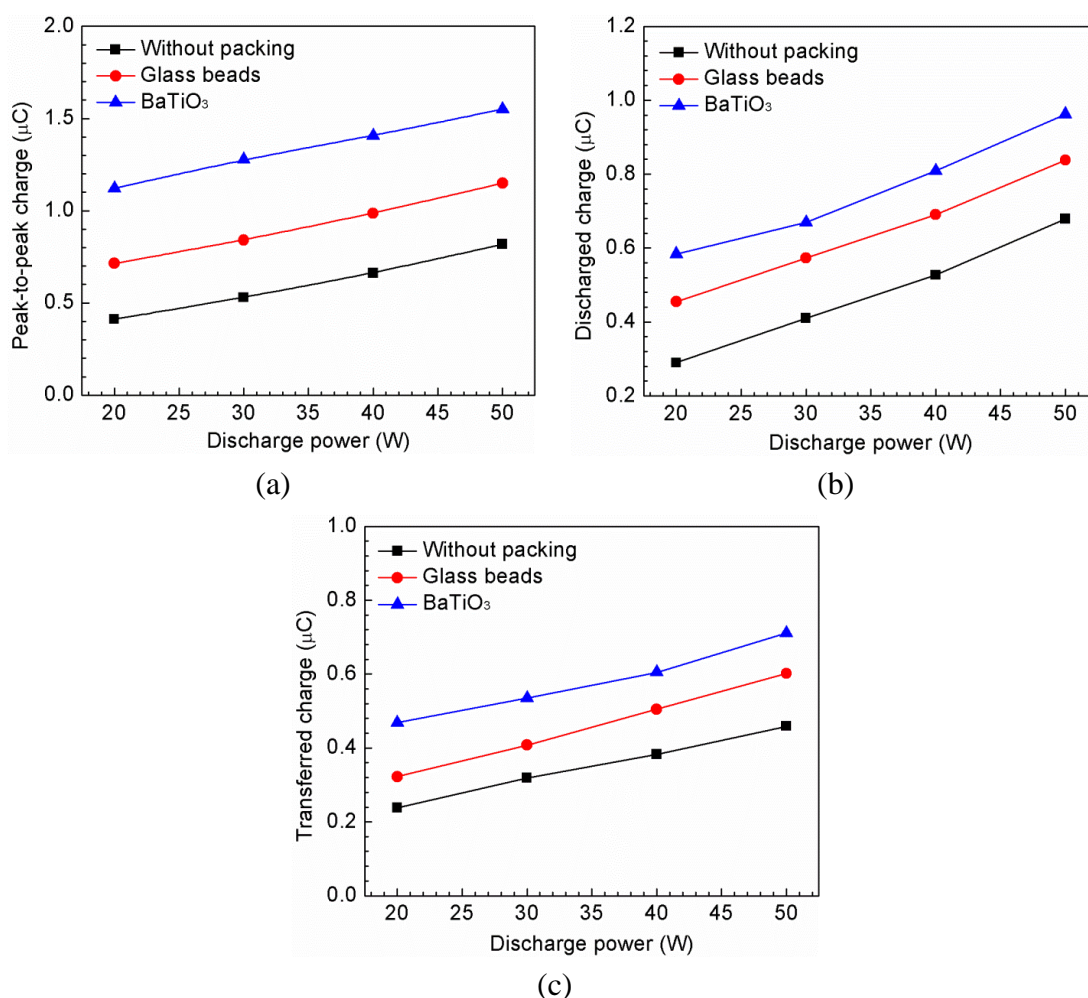 2.0
1.5
1.0
0.5
0.0
Peak-to-peak charge (μC)
Without packing
Glass beads
BaTiO₃
20 25 30 35 40 45 50
Discharge power (W)
(a)
1.2
1.0
0.8
0.6
0.4
0.2
Discharged charge (μC)
Without packing
Glass beads
BaTiO₃
20 25 30 35 40 45 50
Discharge power (W)
(b)
1.0
0.8
0.6
0.4
0.2
0.0
Transferred charge (μC)
Without packing
Glass beads
BaTiO₃
20 25 30 35 40 45 50
Discharge power (W)
(c)